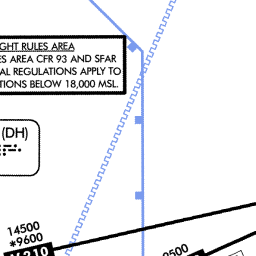 GHT RULES AREA
ES AREA CFR 93 AND SFAR
AL REGULATIONS APPLY TO
TIONS BELOW 18,000 MSL.
(DH)
14500
*9600